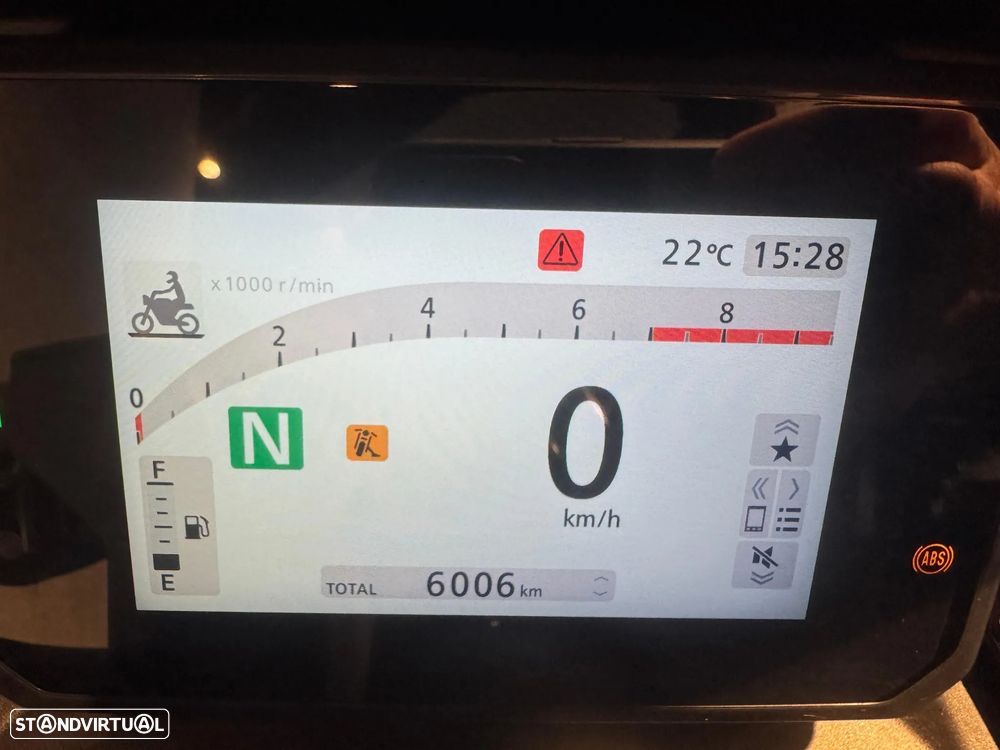 22°C 15:28
x1000 r/min
0 2 4 6 8
N
0
km/h
F
E
TOTAL 6006 km
ABS
STANDVIRTUAL